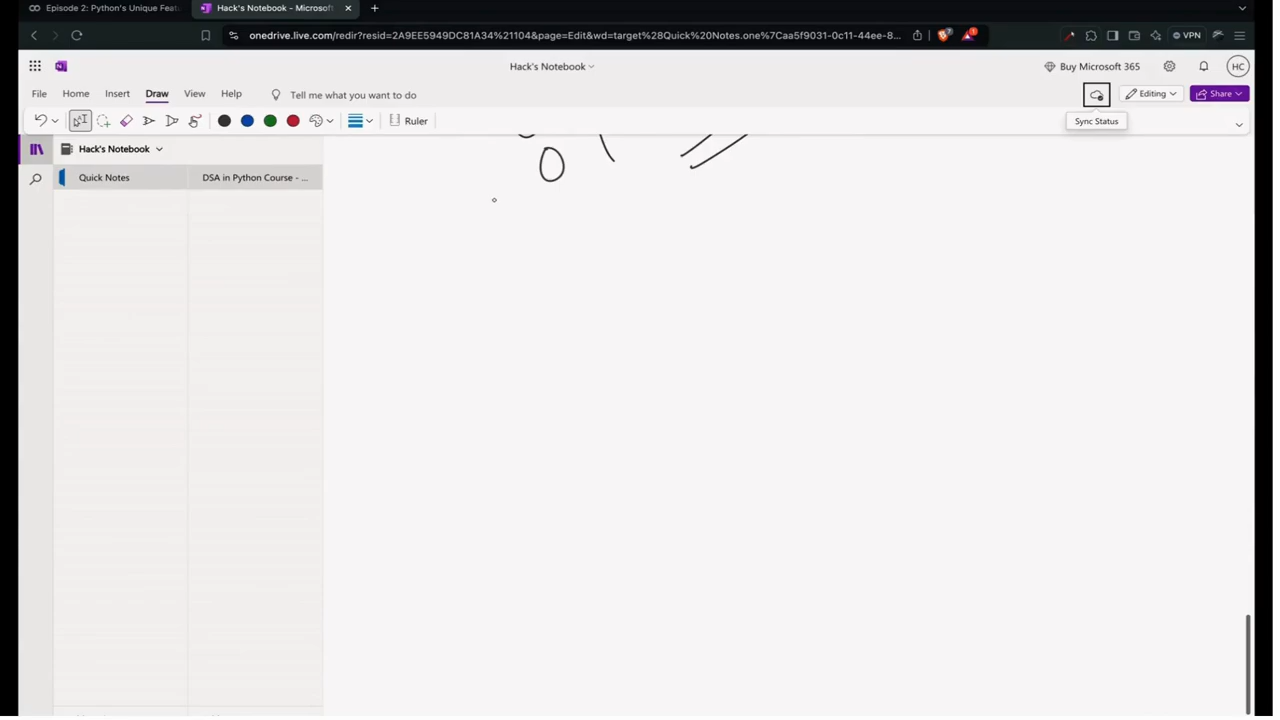 Episode 2: Python's Unique Feat
Hack's Notebook - Microsoft
onedrive.live.com/redir?resid=2A9EE5949DC81A34%21104&page=Edit&wd=target%28Quick%20Notes.one%7Caa5f9031-0c11-44ee-8...
VPN
Hack's Notebook
Buy Microsoft 365
HC
File Home Insert Draw View Help Tell me what you want to do
Editing
Share
Ruler
Sync Status
Hack's Notebook
Quick Notes
DSA in Python Course - ...
0